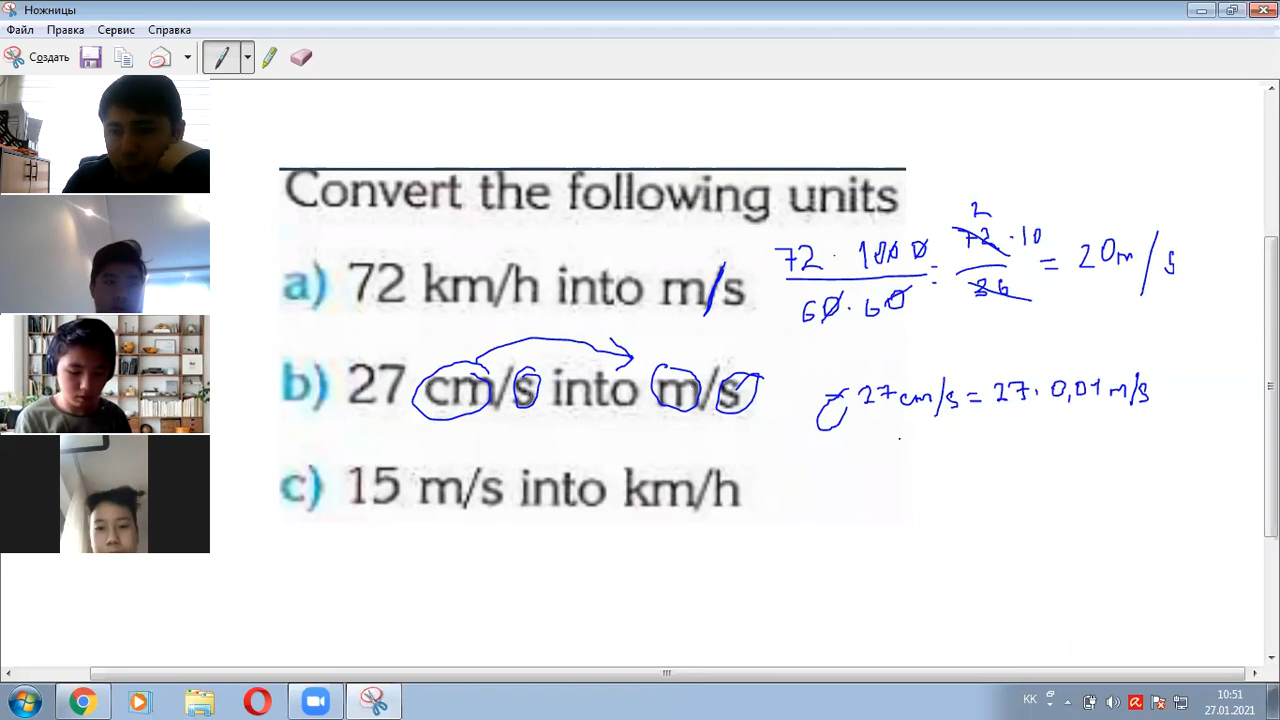 Ножницы
Файл Правка Сервис Справка
Создать
Convert the following units
a) 72 km/h into m/s
72 · 1000 / 60 · 60 = 72 · 10 / 36 = 20 m/s
2
b) 27 cm/s into m/s
27 cm/s = 27 · 0,01 m/s
c) 15 m/s into km/h
KK
10:51
27.01.2021